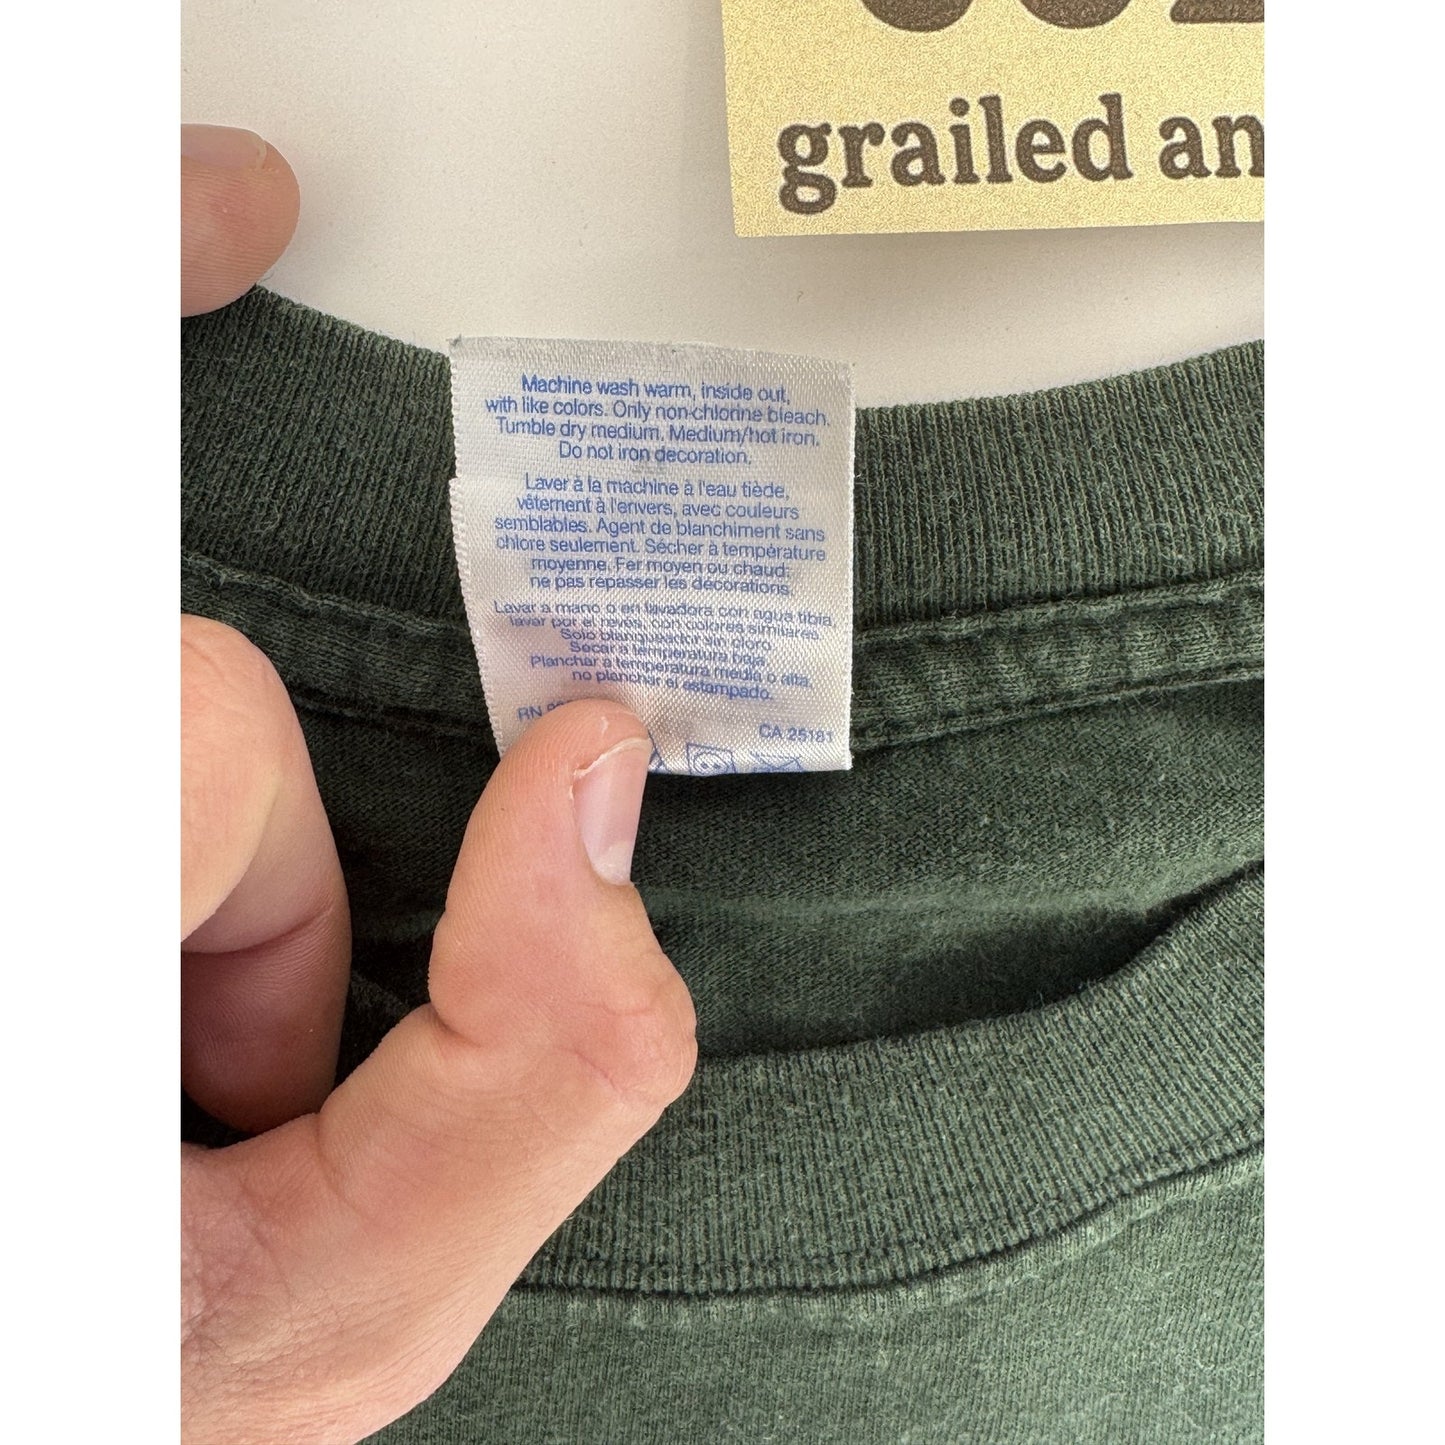 grailed an
Machine wash warm, inside out,
with like colors. Only non-chlorine bleach.
Tumble dry medium. Medium/hot iron.
Do not iron decoration.
Laver à la machine à l'eau tiède,
vêtement à l'envers, avec couleurs
semblables. Agent de blanchiment sans
chlore seulement. Sécher à température
moyenne. Fer moyen ou chaud;
ne pas repasser les décorations.
Lavar a mano o en lavadora con agua tibia,
lavar por el revés, con colores similares.
Solo blanqueador sin cloro.
Secar a temperatura baja.
Planchar a temperatura media o alta,
no planchar el estampado.
RN
CA 25181